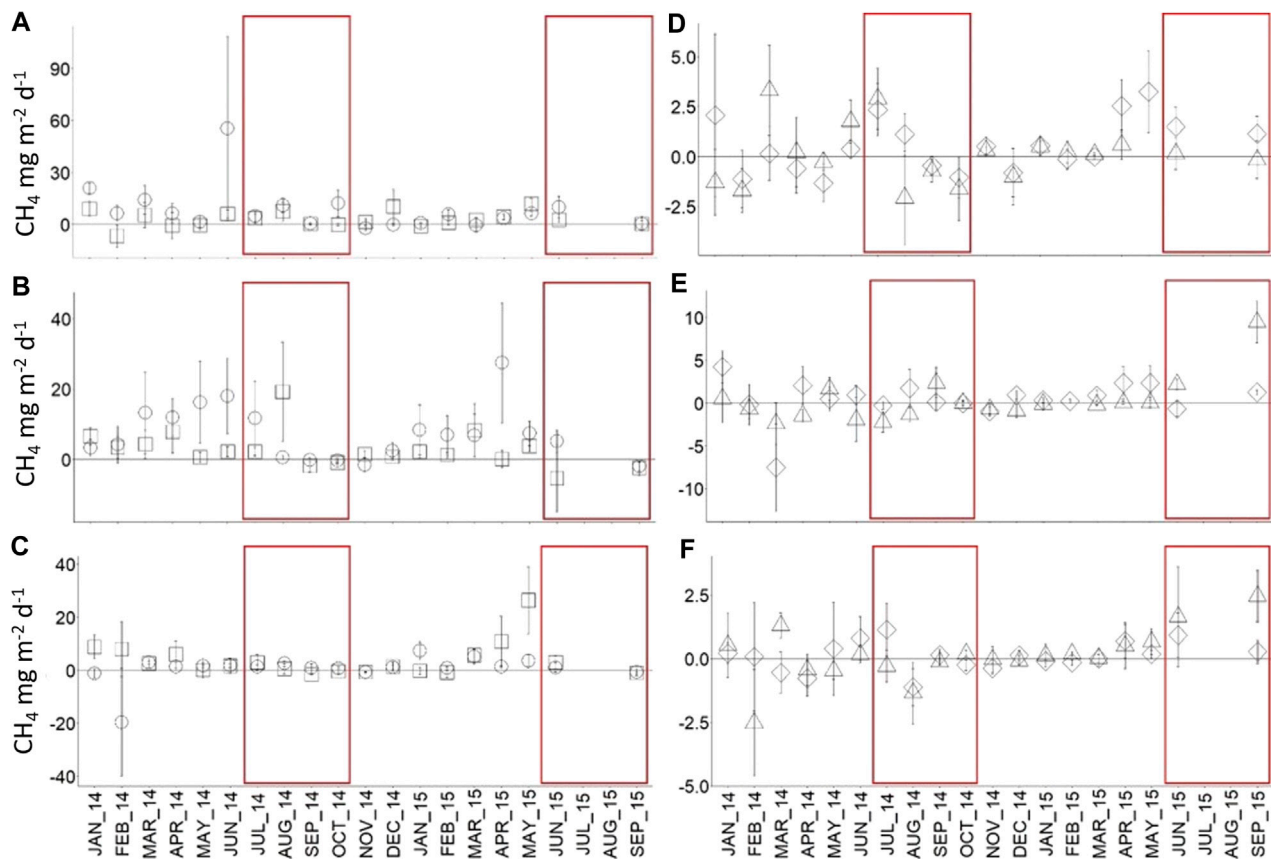 A
CH4 mg m-2 d-1
90
60
30
0
D
5.0
2.5
0.0
-2.5
B
CH4 mg m-2 d-1
40
20
0
E
10
5
0
-5
-10
C
CH4 mg m-2 d-1
40
20
0
-20
-40
F
2.5
0.0
-2.5
-5.0
JAN_14
FEB_14
MAR_14
APR_14
MAY_14
JUN_14
JUL_14
AUG_14
SEP_14
OCT_14
NOV_14
DEC_14
JAN_15
FEB_15
MAR_15
APR_15
MAY_15
JUN_15
JUL_15
AUG_15
SEP_15
JAN_14
FEB_14
MAR_14
APR_14
MAY_14
JUN_14
JUL_14
AUG_14
SEP_14
OCT_14
NOV_14
DEC_14
JAN_15
FEB_15
MAR_15
APR_15
MAY_15
JUN_15
JUL_15
AUG_15
SEP_15